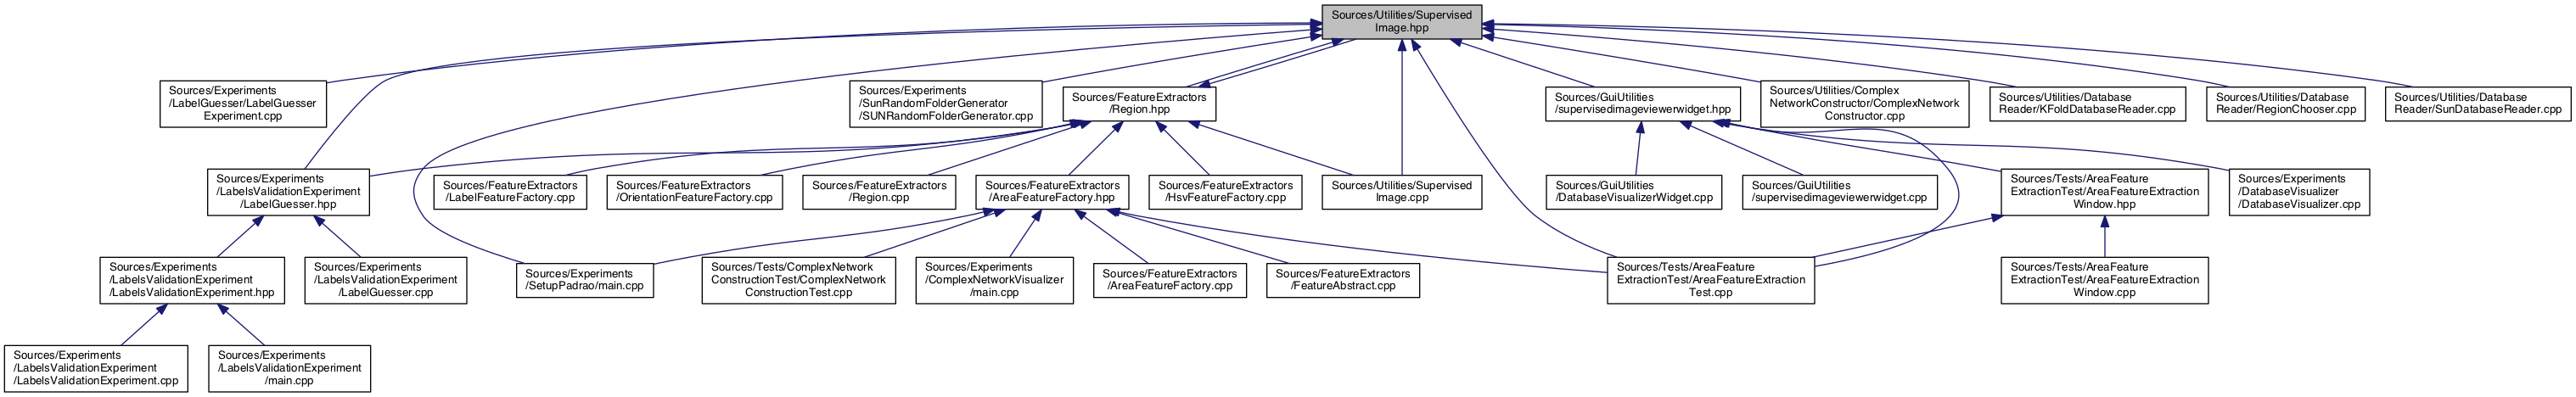 Sources/Utilities/Supervised
Image.hpp
Sources/Experiments
/LabelGuesser/LabelGuesser
Experiment.cpp
Sources/Experiments
/SunRandomFolderGenerator
/SUNRandomFolderGenerator.cpp
Sources/FeatureExtractors
/Region.hpp
Sources/GuiUtilities
/supervisedimageviewerwidget.hpp
Sources/Utilities/Complex
NetworkConstructor/ComplexNetwork
Constructor.cpp
Sources/Utilities/Database
Reader/KFoldDatabaseReader.cpp
Sources/Utilities/Database
Reader/RegionChooser.cpp
Sources/Utilities/Database
Reader/SunDatabaseReader.cpp
Sources/Experiments
/LabelsValidationExperiment
/LabelGuesser.hpp
Sources/FeatureExtractors
/LabelFeatureFactory.cpp
Sources/FeatureExtractors
/OrientationFeatureFactory.cpp
Sources/FeatureExtractors
/Region.cpp
Sources/FeatureExtractors
/AreaFeatureFactory.hpp
Sources/FeatureExtractors
/HsvFeatureFactory.cpp
Sources/Utilities/Supervised
Image.cpp
Sources/GuiUtilities
/DatabaseVisualizerWidget.cpp
Sources/GuiUtilities
/supervisedimageviewerwidget.cpp
Sources/Tests/AreaFeature
ExtractionTest/AreaFeatureExtraction
Window.hpp
Sources/Experiments
/DatabaseVisualizer
/DatabaseVisualizer.cpp
Sources/Experiments
/LabelsValidationExperiment
/LabelsValidationExperiment.hpp
Sources/Experiments
/LabelsValidationExperiment
/LabelGuesser.cpp
Sources/Experiments
/SetupPadrao/main.cpp
Sources/Tests/ComplexNetwork
ConstructionTest/ComplexNetwork
ConstructionTest.cpp
Sources/Experiments
/ComplexNetworkVisualizer
/main.cpp
Sources/FeatureExtractors
/AreaFeatureFactory.cpp
Sources/FeatureExtractors
/FeatureAbstract.cpp
Sources/Tests/AreaFeature
ExtractionTest/AreaFeatureExtraction
Test.cpp
Sources/Tests/AreaFeature
ExtractionTest/AreaFeatureExtraction
Window.cpp
Sources/Experiments
/LabelsValidationExperiment
/LabelsValidationExperiment.cpp
Sources/Experiments
/LabelsValidationExperiment
/main.cpp